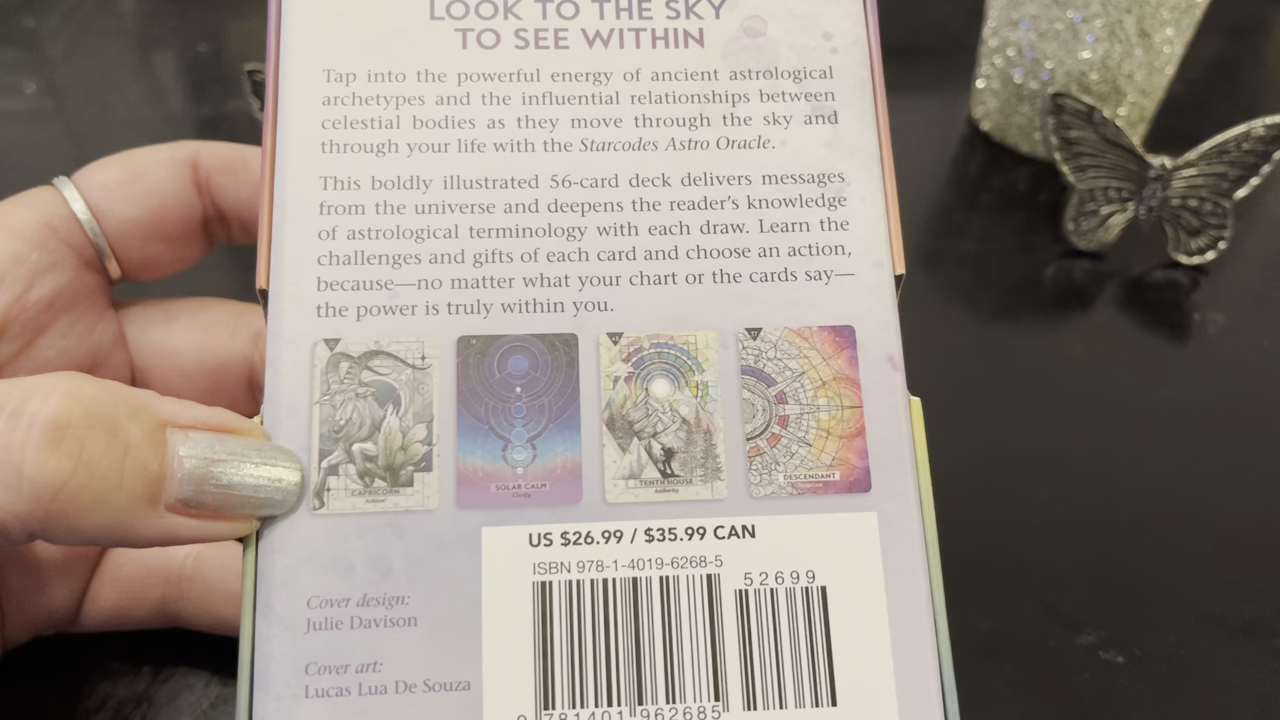 LOOK TO THE SKY
TO SEE WITHIN
Tap into the powerful energy of ancient astrological
archetypes and the influential relationships between
celestial bodies as they move through the sky and
through your life with the Starcodes Astro Oracle.
This boldly illustrated 56-card deck delivers messages
from the universe and deepens the reader's knowledge
of astrological terminology with each draw. Learn the
challenges and gifts of each card and choose an action,
because—no matter what your chart or the cards say—
the power is truly within you.
CAPRICORN
SOLAR CALM
Clarity
TENTH HOUSE
Authority
DESCENDANT
US $26.99 / $35.99 CAN
ISBN 978-1-4019-6268-5
52699
9 781401 962685
Cover design:
Julie Davison
Cover art:
Lucas Lua De Souza